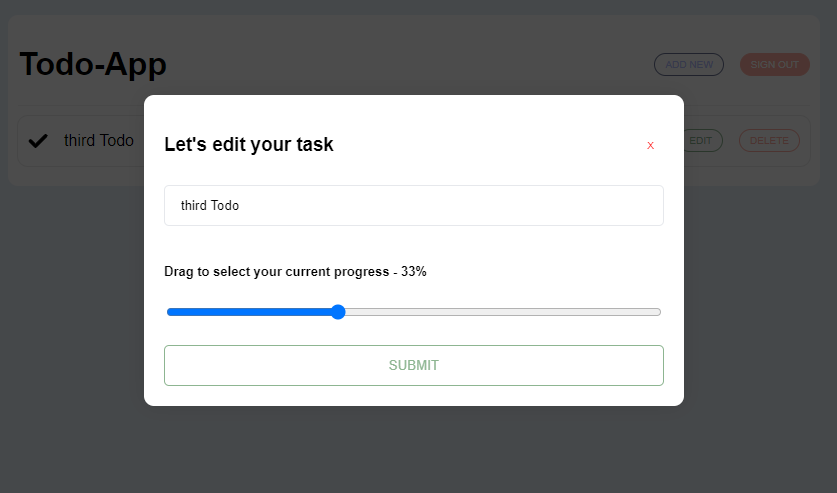 Todo-App
ADD NEW
SIGN OUT
third Todo
EDIT
DELETE
Let's edit your task
x
third Todo
Drag to select your current progress - 33%
SUBMIT